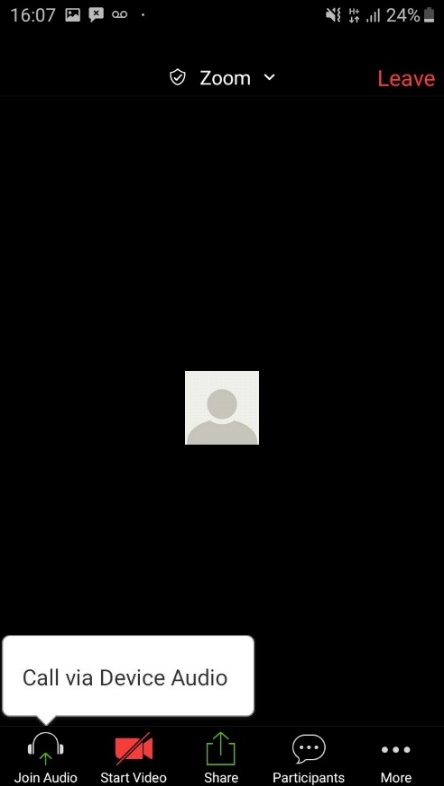 16:07 24%
Zoom Leave
Call via Device Audio
Join Audio Start Video Share Participants More